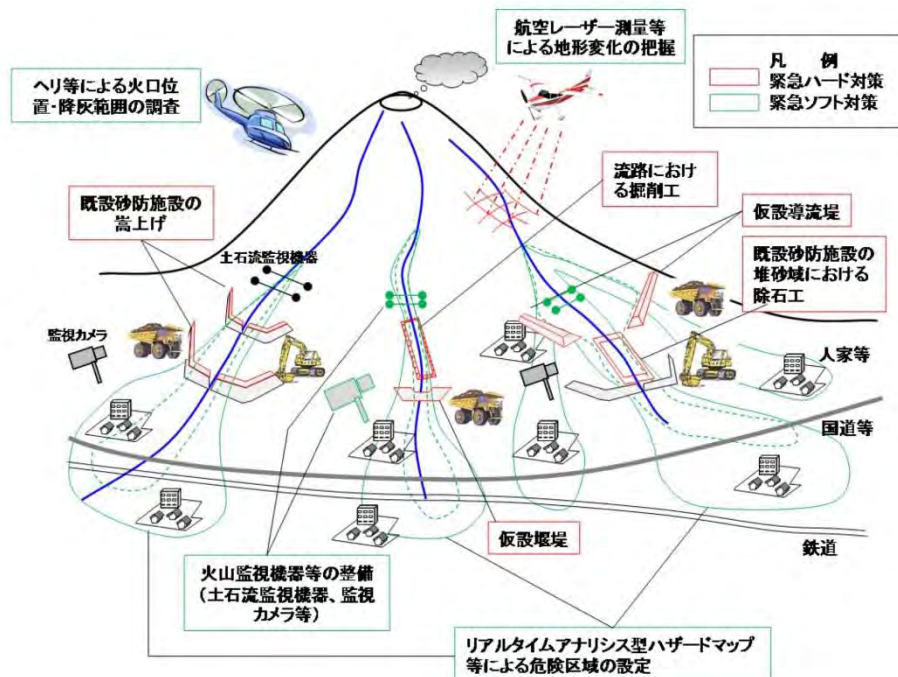 航空レーザー測量等
による地形変化の把握
凡　例
緊急ハード対策
緊急ソフト対策
ヘリ等による火口位
置・降灰範囲の調査
流路におけ
る掘削工
既設砂防施設の
嵩上げ
仮設導流堤
土石流監視機器
既設砂防施設の
堆砂域における
除石工
監視カメラ
人家等
国道等
仮設堰堤
鉄道
火山監視機器等の整備
(土石流監視機器、監視
カメラ等)
リアルタイムアナリシス型ハザードマップ
等による危険区域の設定